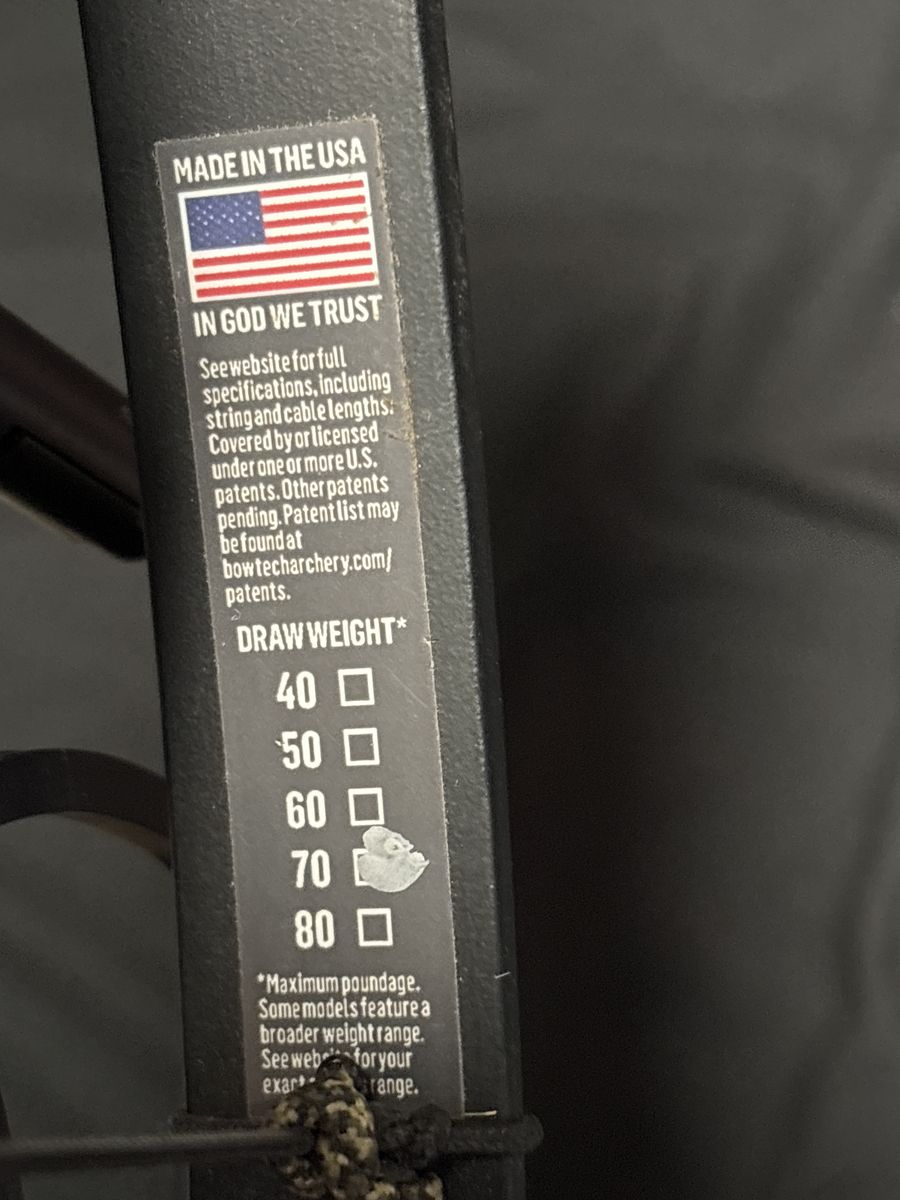 MADE IN THE USA
IN GOD WE TRUST
See website for full
specifications, including
string and cable lengths.
Covered by or licensed
under one or more U.S.
patents. Other patents
pending. Patent list may
be found at
bowtecharchery.com/
patents.
DRAW WEIGHT*
40
50
60
70
80
*Maximum poundage.
Some models feature a
broader weight range.
See for your
range.